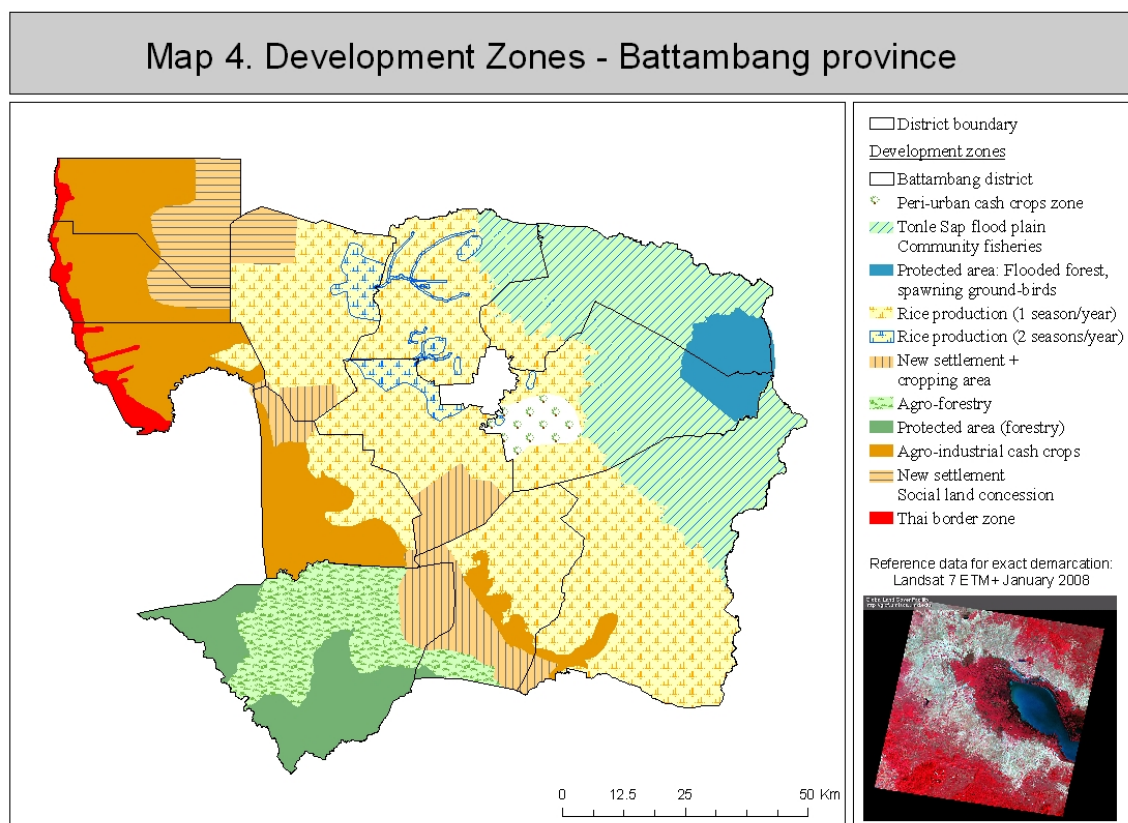 Map 4. Development Zones - Battambang province
District boundary
Development zones
Battambang district
Peri-urban cash crops zone
Tonle Sap flood plain
Community fisheries
Protected area: Flooded forest,
spawning ground-birds
Rice production (1 season/year)
Rice production (2 seasons/year)
New settlement +
cropping area
Agro-forestry
Protected area (forestry)
Agro-industrial cash crops
New settlement
Social land concession
Thai border zone
Reference data for exact demarcation:
Landsat 7 ETM+ January 2008
0 12.5 25 50 Km